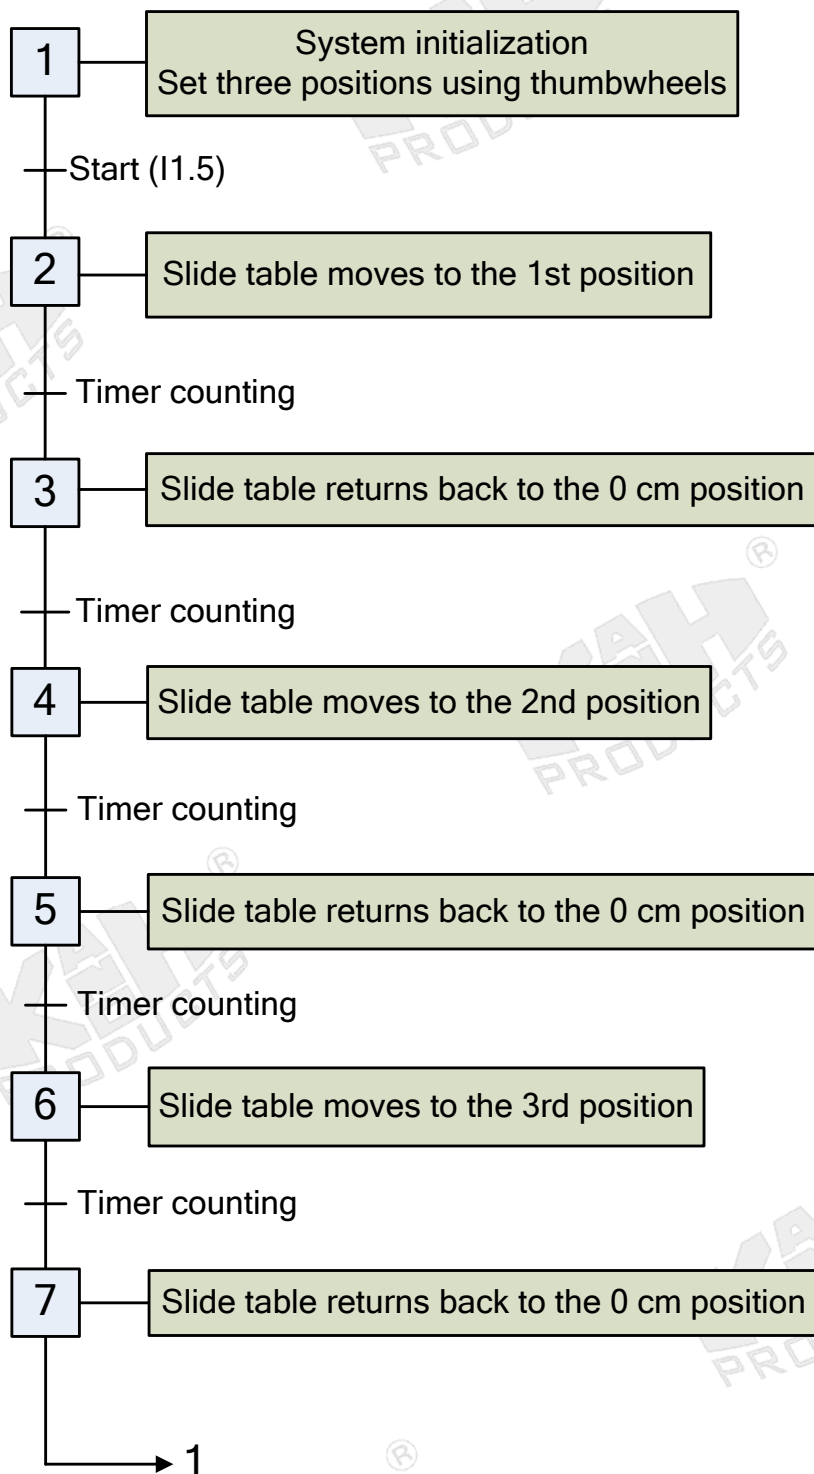 1
System initialization
Set three positions using thumbwheels
Start (I1.5)
2
Slide table moves to the 1st position
Timer counting
3
Slide table returns back to the 0 cm position
Timer counting
4
Slide table moves to the 2nd position
Timer counting
5
Slide table returns back to the 0 cm position
Timer counting
6
Slide table moves to the 3rd position
Timer counting
7
Slide table returns back to the 0 cm position
1
PRODUCTS
®